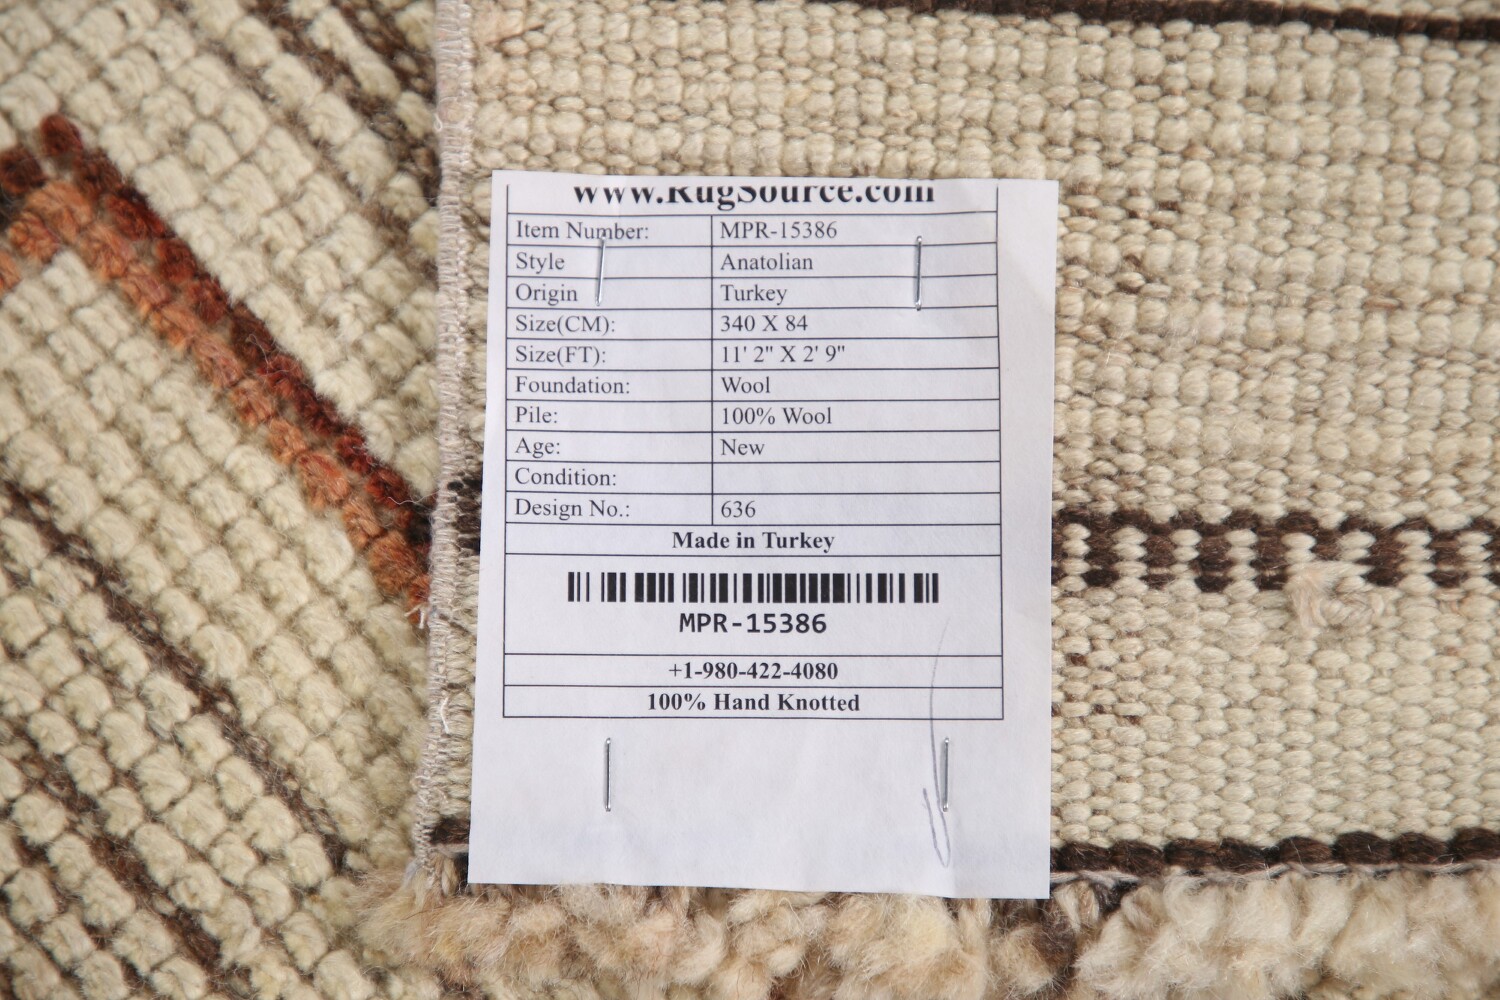 www.RugSource.com
Item Number: MPR-15386
Style Anatolian
Origin Turkey
Size(CM): 340 X 84
Size(FT): 11' 2" X 2' 9"
Foundation: Wool
Pile: 100% Wool
Age: New
Condition:
Design No.: 636
Made in Turkey
MPR-15386
+1-980-422-4080
100% Hand Knotted